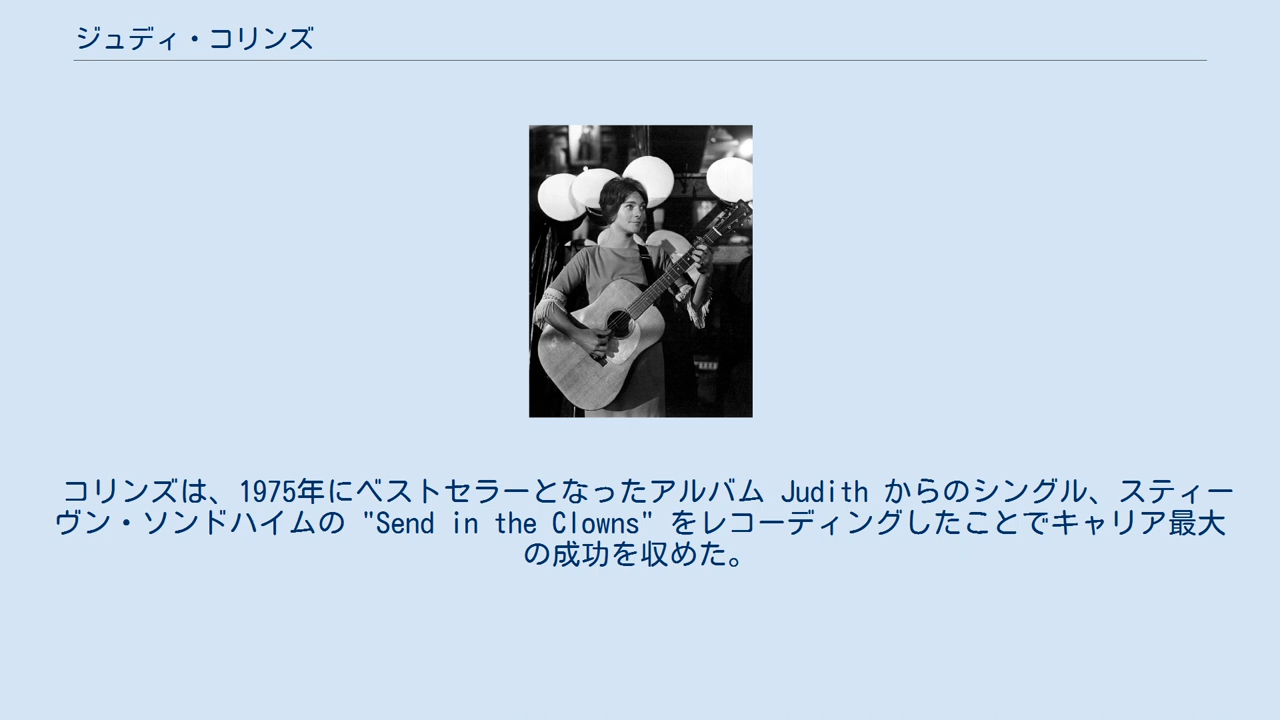 ジュディ・コリンズ
コリンズは、1975年にベストセラーとなったアルバム Judith からのシングル、スティー
ヴン・ソンドハイムの "Send in the Clowns" をレコーディングしたことでキャリア最大
の成功を収めた。